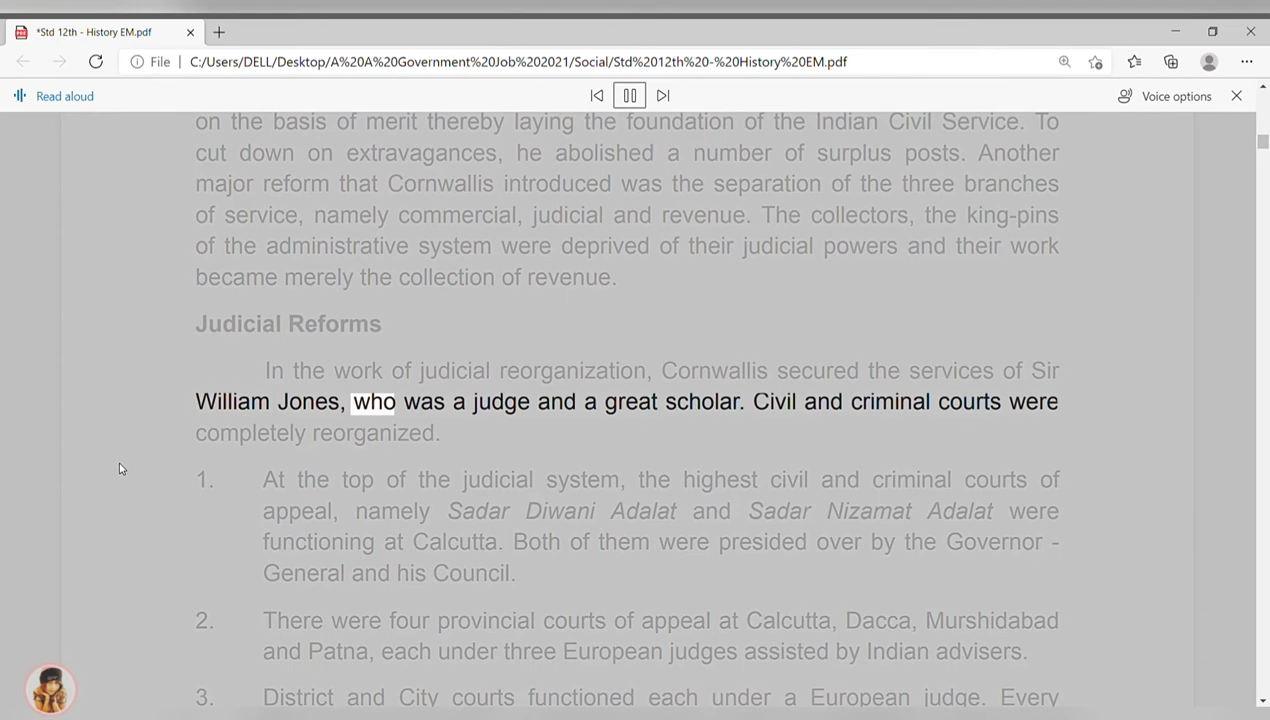 *Std 12th - History EM.pdf
File
C:/Users/DELL/Desktop/A%20A%20Government%20Job%202021/Social/Std%2012th%20-%20History%20EM.pdf
Read aloud
Voice options
on the basis of merit thereby laying the foundation of the Indian Civil Service. To
cut down on extravagances, he abolished a number of surplus posts. Another
major reform that Cornwallis introduced was the separation of the three branches
of service, namely commercial, judicial and revenue. The collectors, the king-pins
of the administrative system were deprived of their judicial powers and their work
became merely the collection of revenue.
Judicial Reforms
In the work of judicial reorganization, Cornwallis secured the services of Sir
William Jones, who was a judge and a great scholar. Civil and criminal courts were
completely reorganized.
1. At the top of the judicial system, the highest civil and criminal courts of
appeal, namely Sadar Diwani Adalat and Sadar Nizamat Adalat were
functioning at Calcutta. Both of them were presided over by the Governor -
General and his Council.
2. There were four provincial courts of appeal at Calcutta, Dacca, Murshidabad
and Patna, each under three European judges assisted by Indian advisers.
3. District and City courts functioned each under a European judge. Every